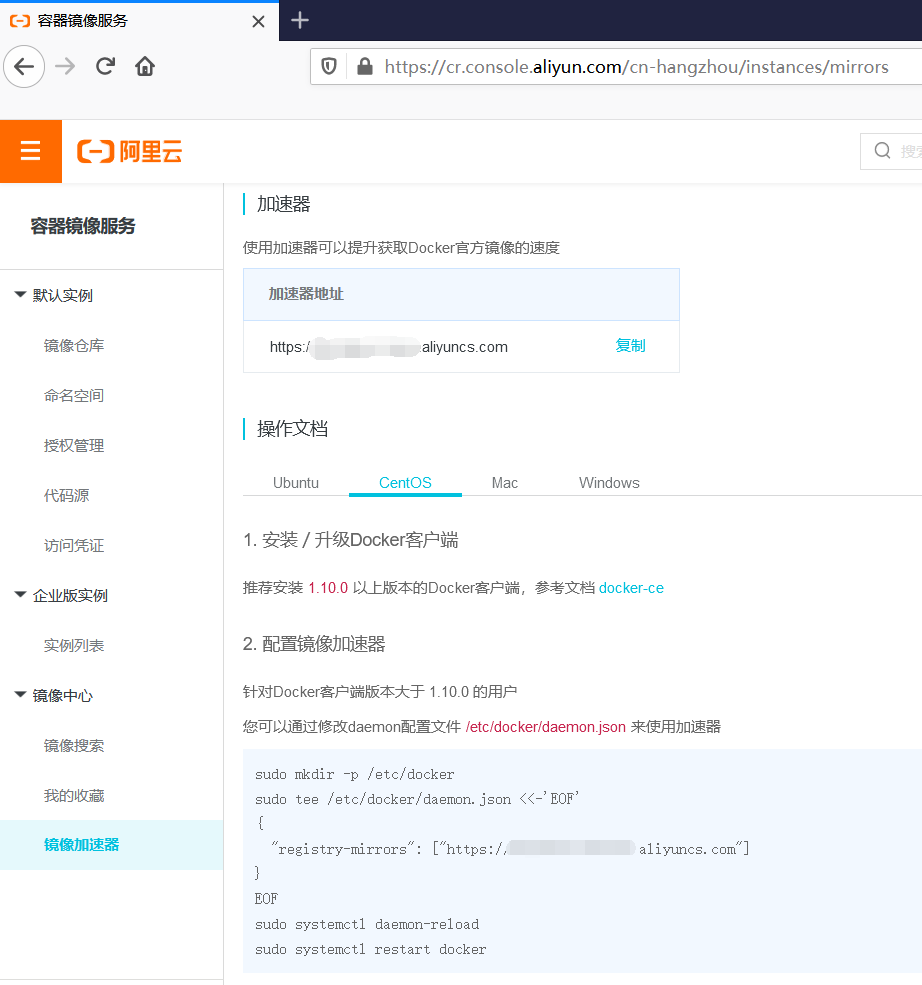 容器镜像服务
https://cr.console.aliyun.com/cn-hangzhou/instances/mirrors
阿里云
搜索
容器镜像服务
默认实例
镜像仓库
命名空间
授权管理
代码源
访问凭证
企业版实例
实例列表
镜像中心
镜像搜索
我的收藏
镜像加速器
加速器
使用加速器可以提升获取Docker官方镜像的速度
加速器地址
https:/ aliyuncs.com 复制
操作文档
Ubuntu CentOS Mac Windows
1. 安装 / 升级Docker客户端
推荐安装 1.10.0 以上版本的Docker客户端，参考文档 docker-ce
2. 配置镜像加速器
针对Docker客户端版本大于 1.10.0 的用户
您可以通过修改daemon配置文件 /etc/docker/daemon.json 来使用加速器
sudo mkdir -p /etc/docker
sudo tee /etc/docker/daemon.json <<-'EOF'
{
"registry-mirrors": ["https:/ aliyuncs.com"]
}
EOF
sudo systemctl daemon-reload
sudo systemctl restart docker